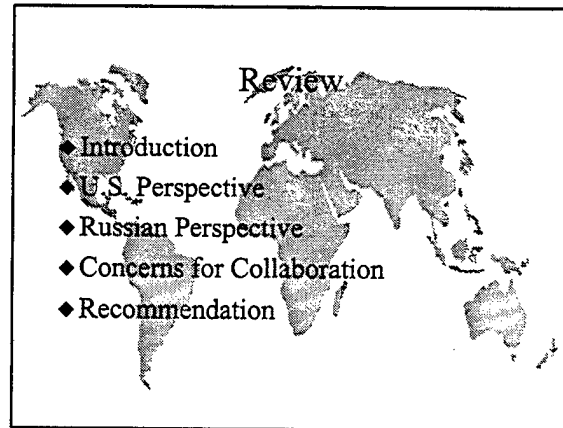 Review
◆ Introduction
◆ U.S. Perspective
◆ Russian Perspective
◆ Concerns for Collaboration
◆ Recommendation